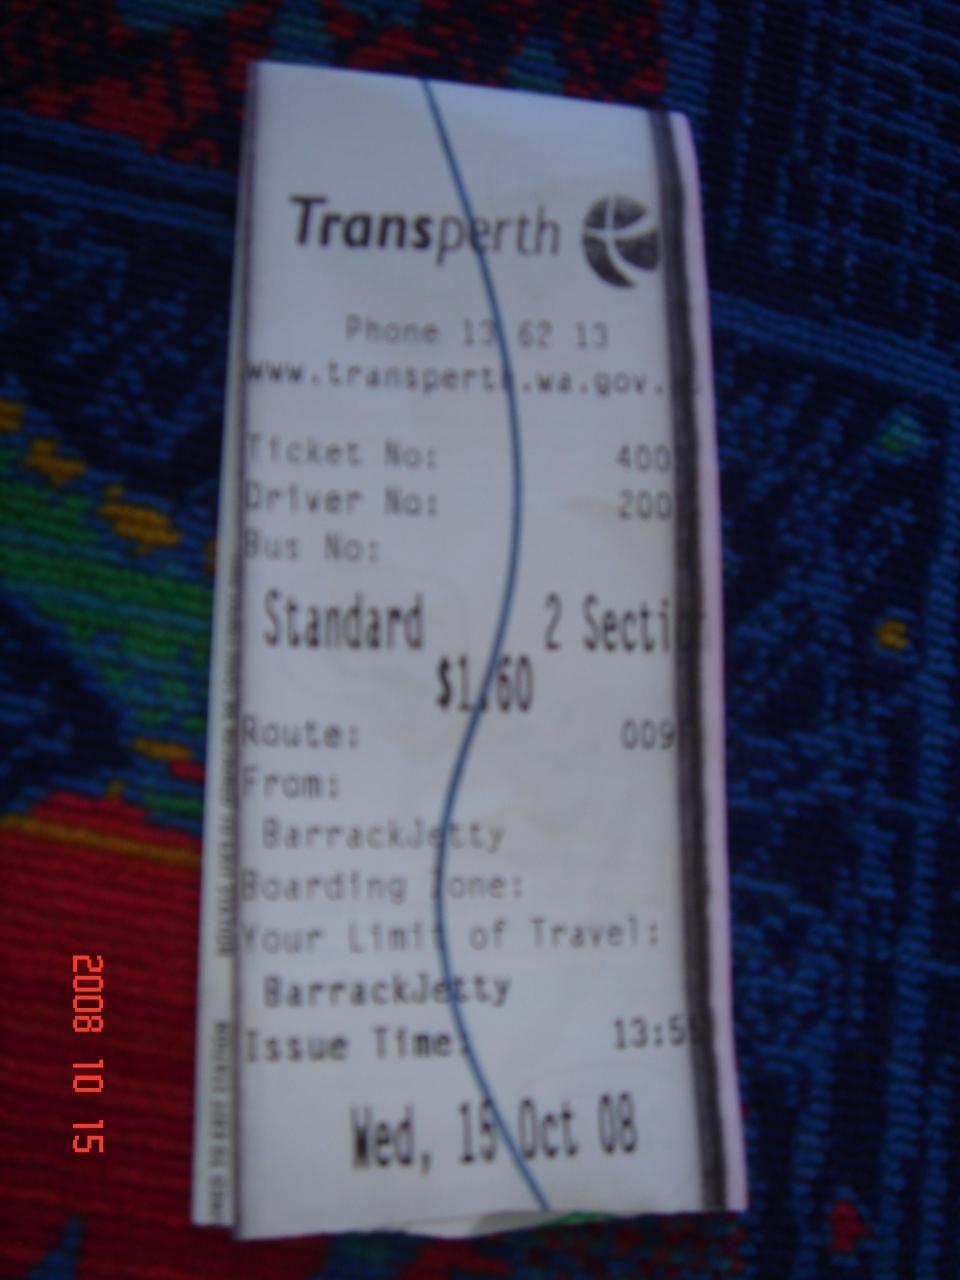 Transperth
Phone 13 62 13
www.transperth.wa.gov.
Ticket No: 400
Driver No: 200
Bus No:
Standard 2 Section
$1.60
Route: 009
From:
BarrackJetty
Boarding Zone:
Your Limit of Travel:
BarrackJetty
Issue Time: 13:5
Wed, 15 Oct 08
2008 10 15